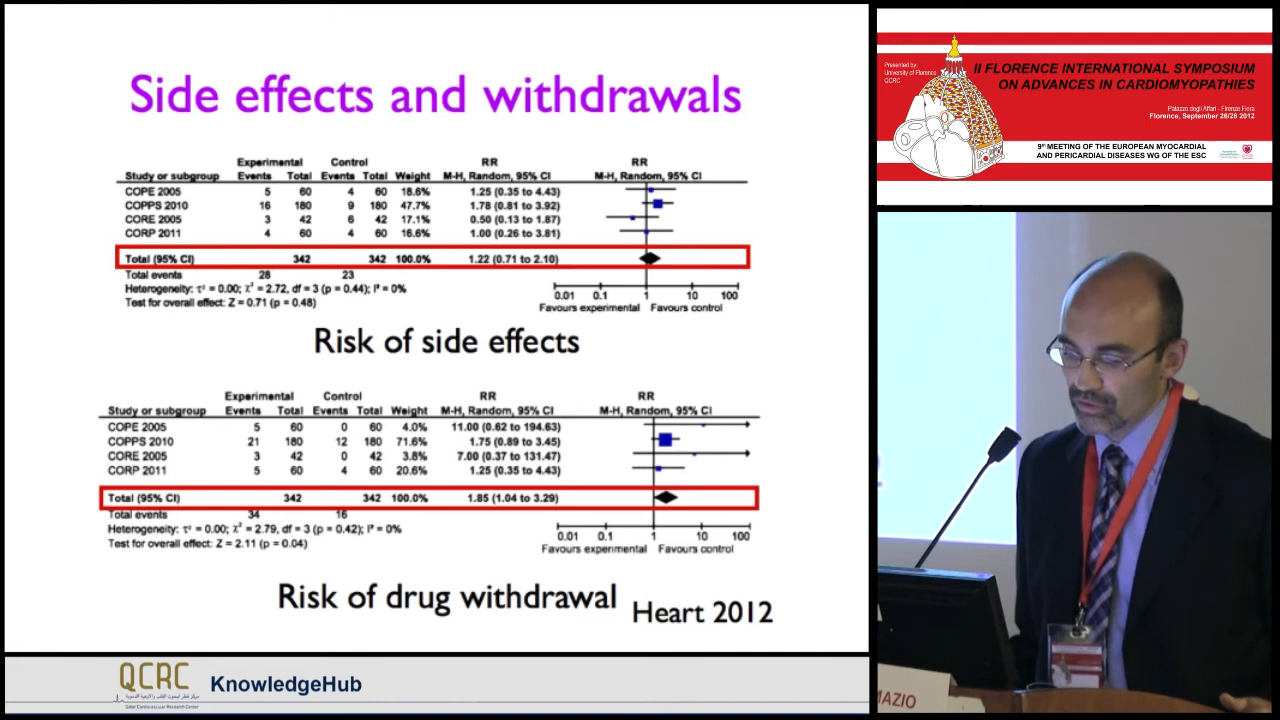 Side effects and withdrawals
Experimental Control RR RR
Study or subgroup Events Total Events Total Weight M-H, Random, 95% CI M-H, Random, 95% CI
COPE 2005 5 60 4 60 18.6% 1.25 (0.35 to 4.43)
COPPS 2010 16 180 9 180 47.7% 1.78 (0.81 to 3.92)
CORE 2005 3 42 6 42 17.1% 0.50 (0.13 to 1.87)
CORP 2011 4 60 4 60 16.6% 1.00 (0.26 to 3.81)
Total (95% CI) 342 342 100.0% 1.22 (0.71 to 2.10)
Total events 28 23
Heterogeneity: τ² = 0.00; χ² = 2.72, df = 3 (p = 0.44); I² = 0%
Test for overall effect: Z = 0.71 (p = 0.48)
0.01 0.1 1 10 100
Favours experimental Favours control
Risk of side effects
Experimental Control RR RR
Study or subgroup Events Total Events Total Weight M-H, Random, 95% CI M-H, Random, 95% CI
COPE 2005 5 60 0 60 4.0% 11.00 (0.62 to 194.63)
COPPS 2010 21 180 12 180 71.6% 1.75 (0.89 to 3.45)
CORE 2005 3 42 0 42 3.8% 7.00 (0.37 to 131.47)
CORP 2011 5 60 4 60 20.6% 1.25 (0.35 to 4.43)
Total (95% CI) 342 342 100.0% 1.85 (1.04 to 3.29)
Total events 34 16
Heterogeneity: τ² = 0.00; χ² = 2.79, df = 3 (p = 0.42); I² = 0%
Test for overall effect: Z = 2.11 (p = 0.04)
0.01 0.1 1 10 100
Favours experimental Favours control
Risk of drug withdrawal
Heart 2012
QCRC KnowledgeHub
Qatar Cardiovascular Research Center
Presented by:
University of Florence
QCRC
II FLORENCE INTERNATIONAL SYMPOSIUM
ON ADVANCES IN CARDIOMYOPATHIES
Palazzo degli Affari - Firenze Fiera
Florence, September 26/28 2012
9th MEETING OF THE EUROPEAN MYOCARDIAL
AND PERICARDIAL DISEASES WG OF THE ESC
MAZIO